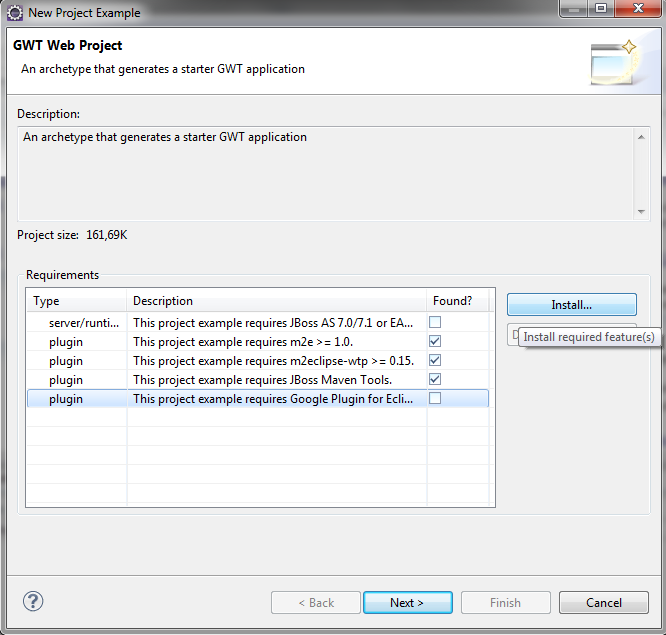 New Project Example
GWT Web Project
An archetype that generates a starter GWT application
Description:
An archetype that generates a starter GWT application
Project size: 161,69K
Requirements
Type Description Found?
server/runti... This project example requires JBoss AS 7.0/7.1 or EA...
plugin This project example requires m2e >= 1.0.
plugin This project example requires m2eclipse-wtp >= 0.15.
plugin This project example requires JBoss Maven Tools.
plugin This project example requires Google Plugin for Ecli...
Install...
Install required feature(s)
?
< Back Next > Finish Cancel